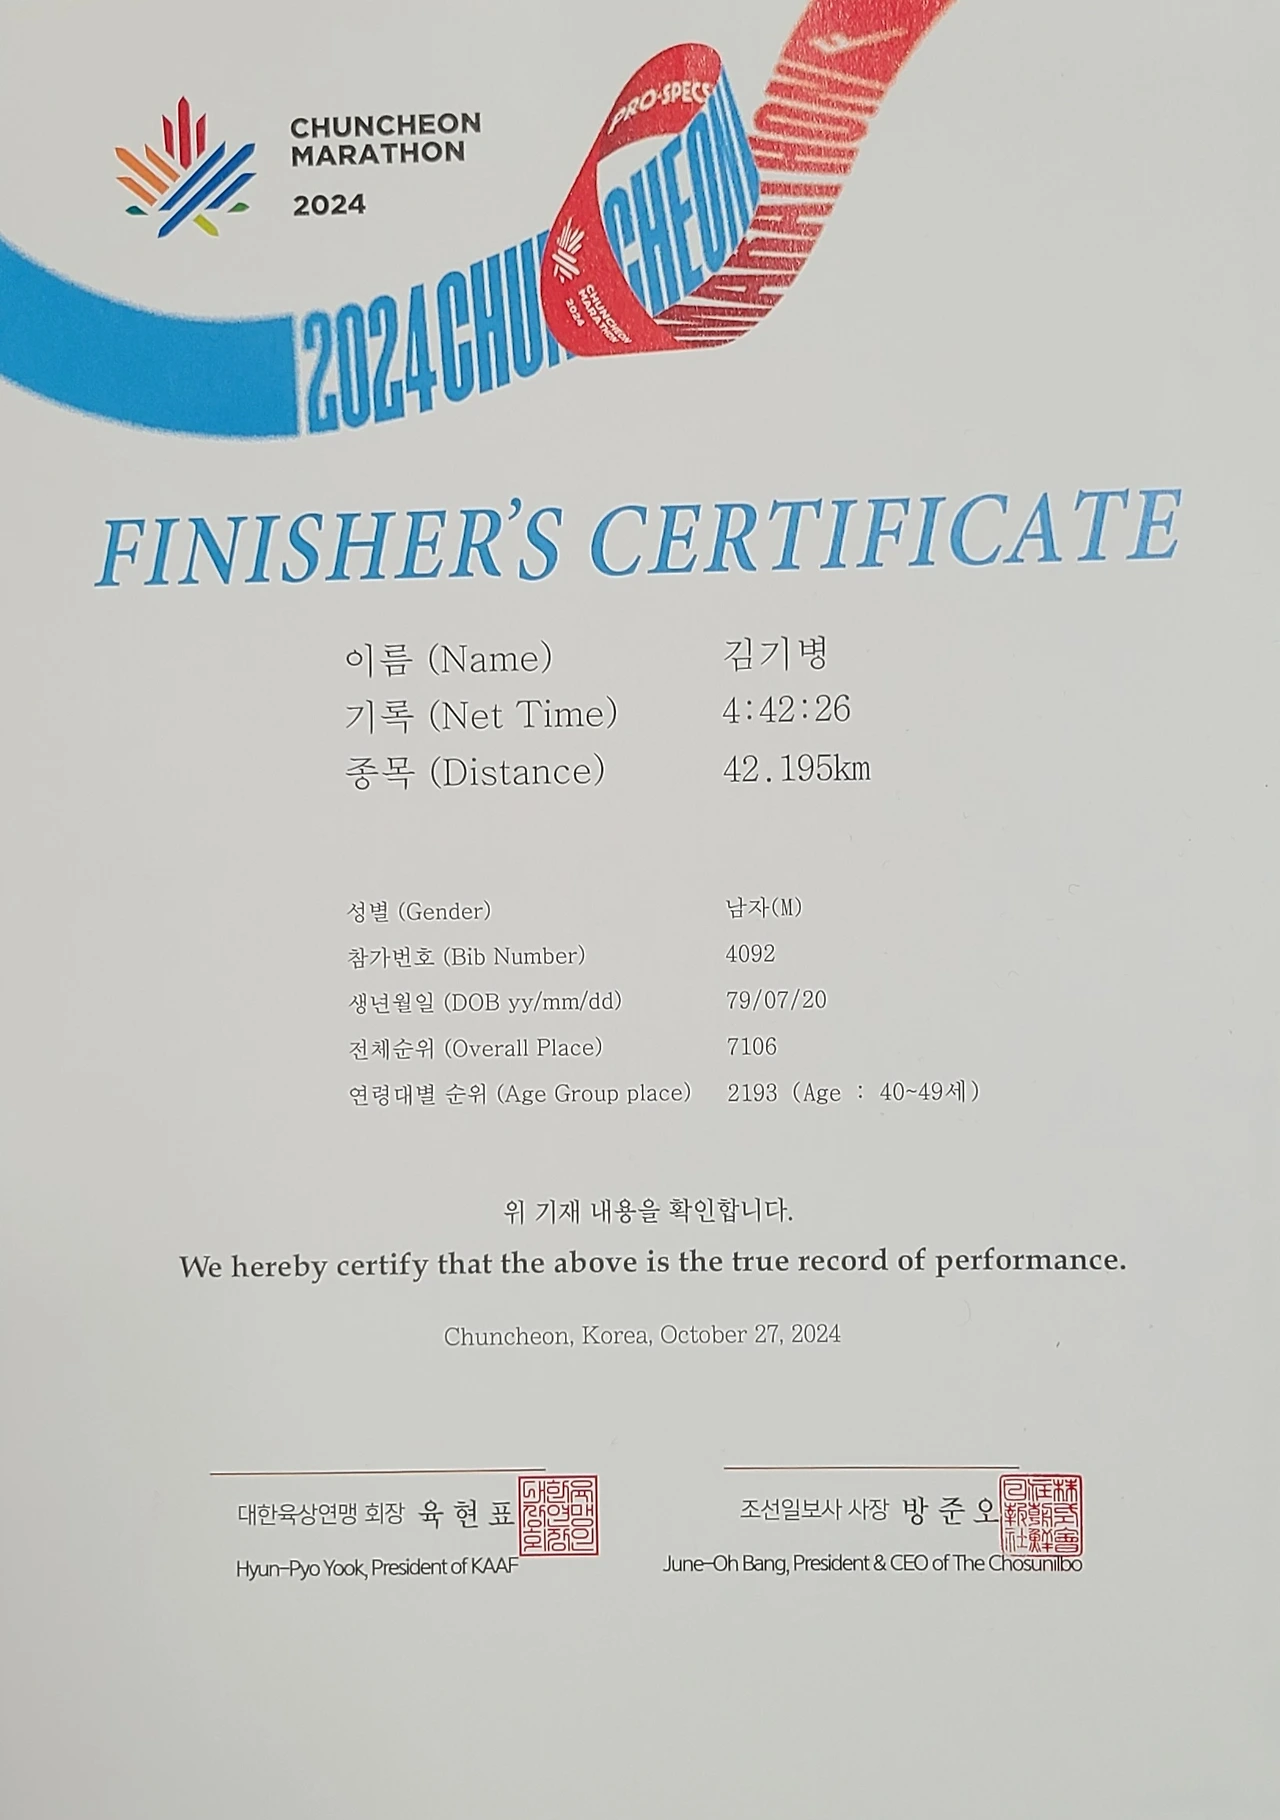 CHUNCHEON
MARATHON
2024
PRO-SPECS
2024 CHUNCHEON MARATHON
CHUNCHEON
MARATHON
2024
FINISHER'S CERTIFICATE
이름 (Name) 김기병
기록 (Net Time) 4:42:26
종목 (Distance) 42.195km
성별 (Gender) 남자(M)
참가번호 (Bib Number) 4092
생년월일 (DOB yy/mm/dd) 79/07/20
전체순위 (Overall Place) 7106
연령대별 순위 (Age Group place) 2193 (Age : 40~49세)
위 기재 내용을 확인합니다.
We hereby certify that the above is the true record of performance.
Chuncheon, Korea, October 27, 2024
대한육상연맹 회장 육현표
Hyun-Pyo Yook, President of KAAF
조선일보사 사장 방준오
June-Oh Bang, President & CEO of The Chosunilbo